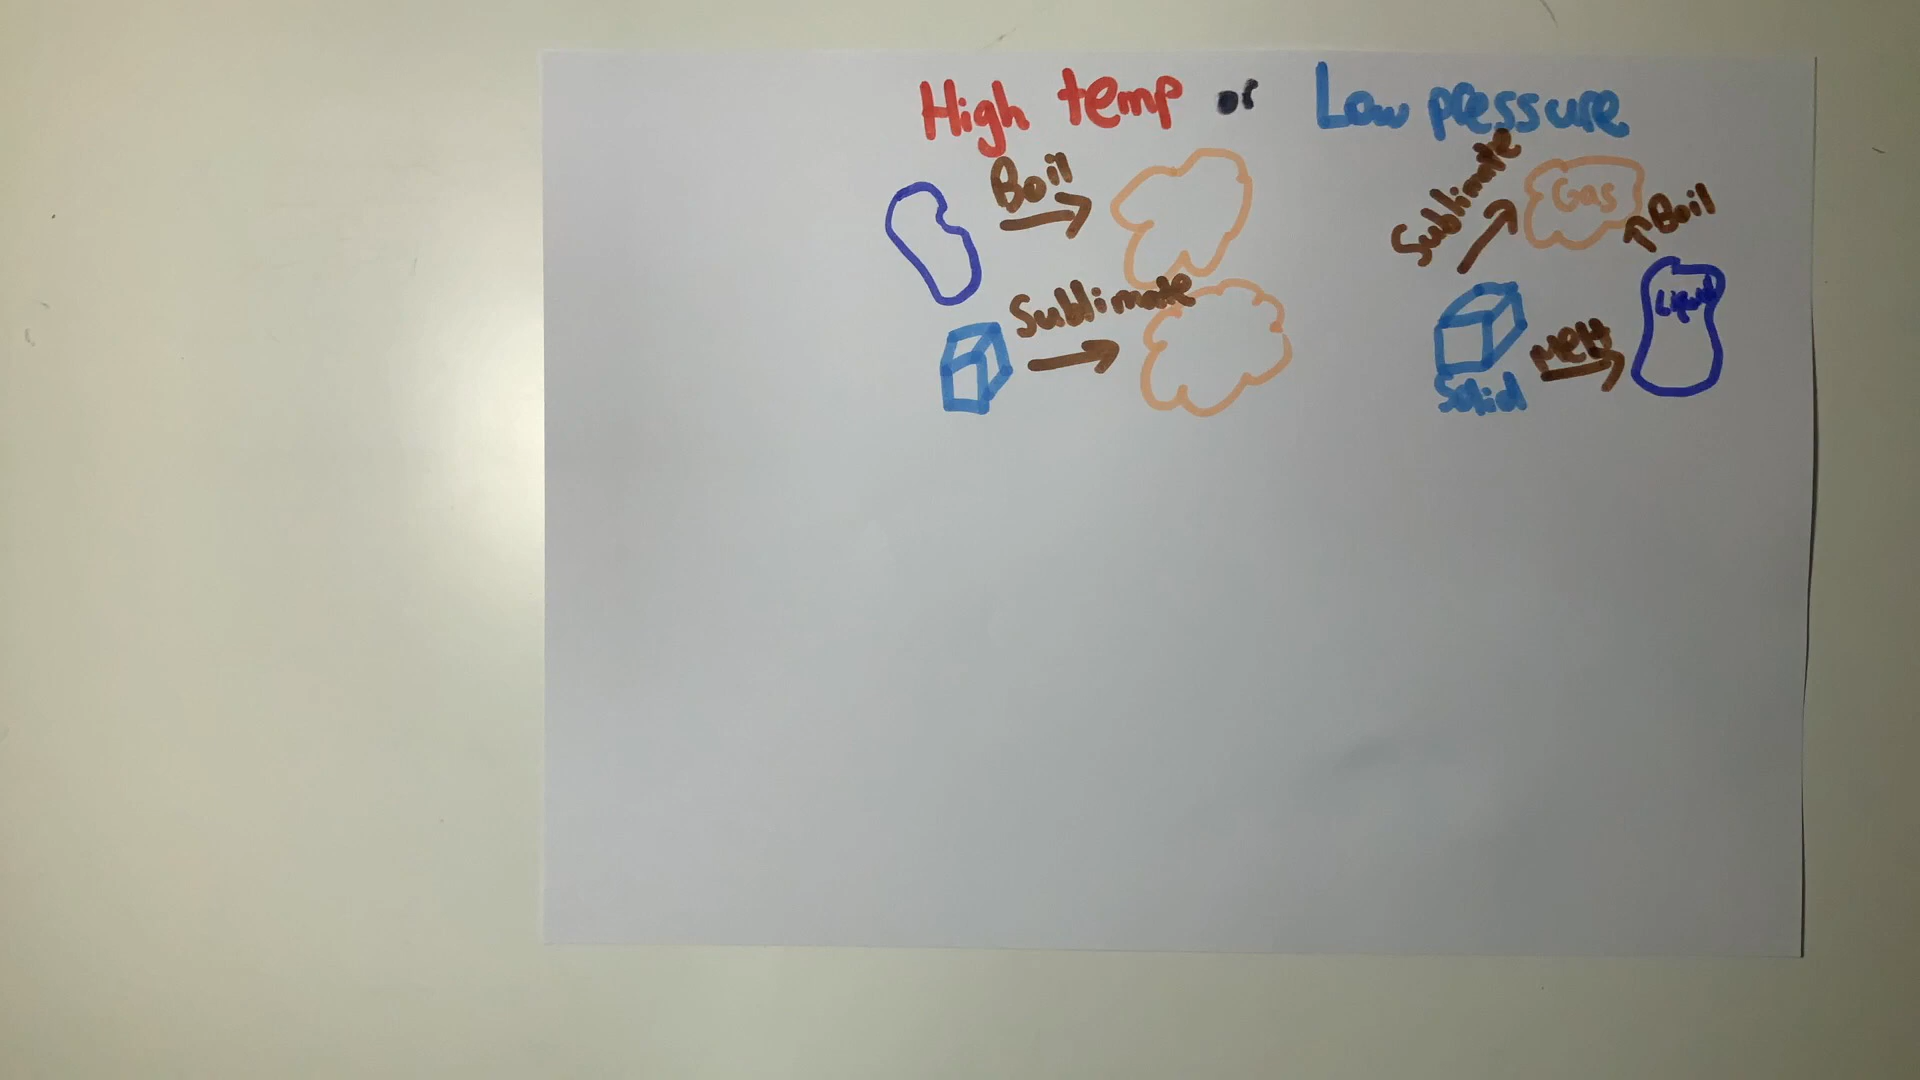 High temp or Low pressure
Boil
Sublimate
Sublimate
Gas
Boil
Liquid
Melt
Solid